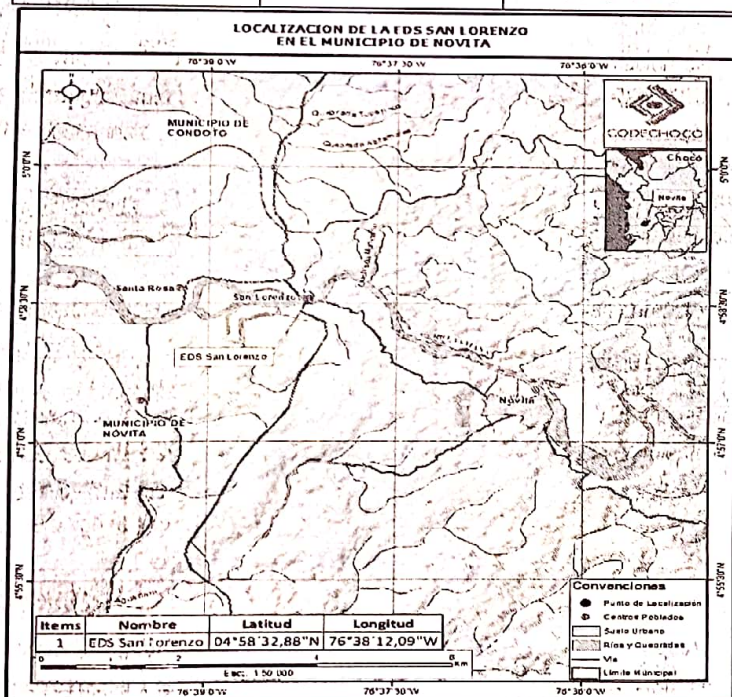 LOCALIZACION DE LA EDS SAN LORENZO
EN EL MUNICIPIO DE NOVITA
76°39'0"W
76°37'30"W
76°36'0"W
MUNICIPIO DE
CONDOTO
CODECHOCO
Choco
Novita
5°0'0"N
5°0'0"N
Santa Rosa
San Lorenzo
4°58'30"N
4°58'30"N
EDS San Lorenzo
Novita
MUNICIPIO DE
NÓVITA
4°57'0"N
4°57'0"N
4°55'30"N
4°55'30"N
Items Nombre Latitud Longitud
1 EDS San Lorenzo 04°58'32,88"N 76°38'12,09"W
0 2 4 8
Km
Esc: 1:50.000
Convenciones
Punto de Localización
Centros Poblados
Suelo Urbano
Ríos y Quebradas
Vía
Límite Municipal
76°39'0"W
76°37'30"W
76°36'0"W